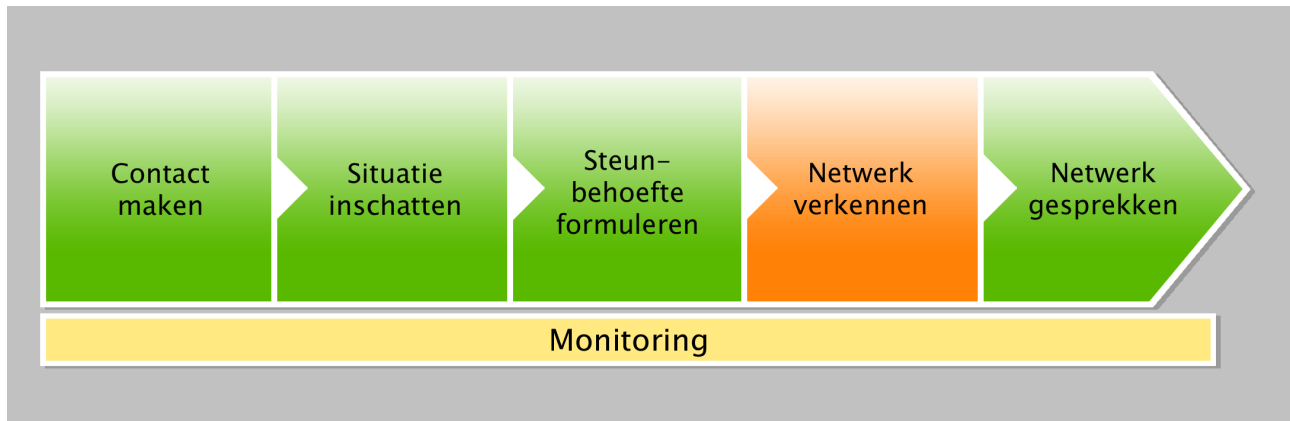 Contact
maken
Situatie
inschatten
Steun-
behoefte
formuleren
Netwerk
verkennen
Netwerk
gesprekken
Monitoring